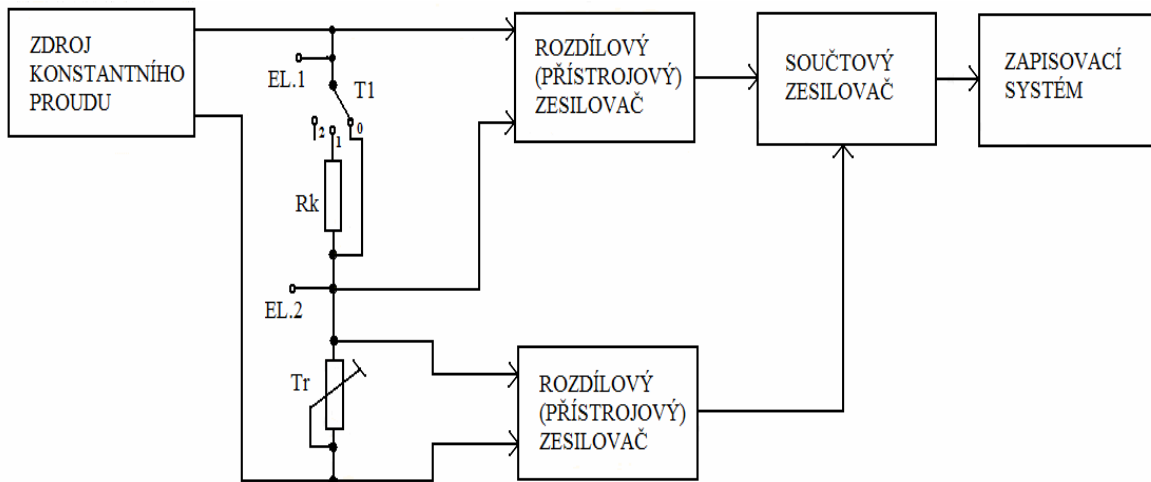 ZDROJ
KONSTANTNÍHO
PROUDU
EL.1
T1
2
1
0
Rk
EL.2
Tr
ROZDÍLOVÝ
(PŘÍSTROJOVÝ)
ZESILOVAČ
ROZDÍLOVÝ
(PŘÍSTROJOVÝ)
ZESILOVAČ
SOUČTOVÝ
ZESILOVAČ
ZAPISOVACÍ
SYSTÉM